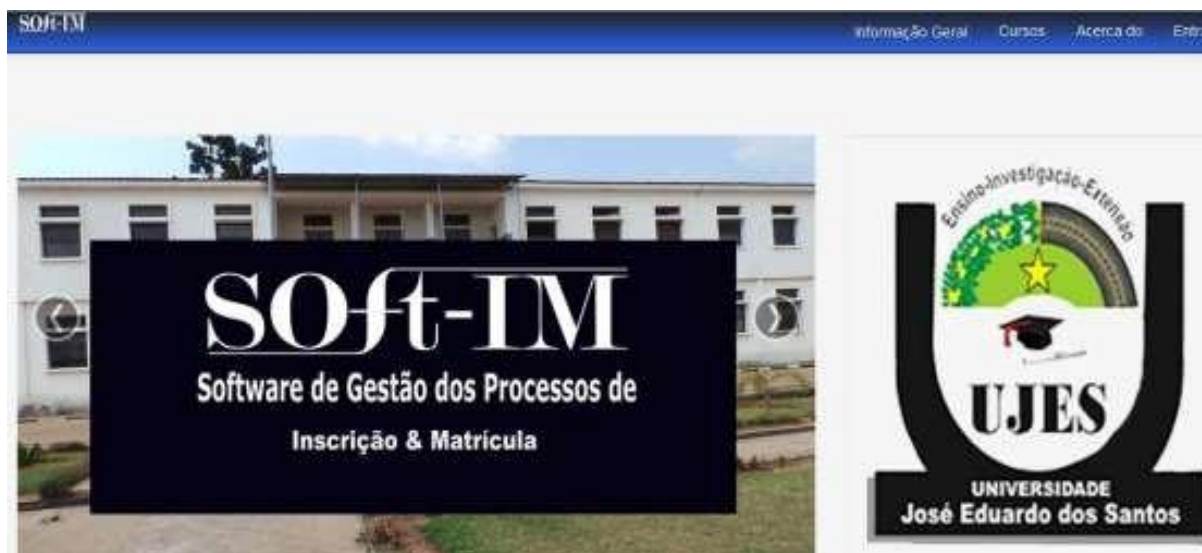 SOft-IM
Informação Geral Cursos Acerca do
SOft-IM
Software de Gestão dos Processos de
Inscrição & Matrícula
Ensino-Investigação-Extensão
UJES
UNIVERSIDADE
José Eduardo dos Santos